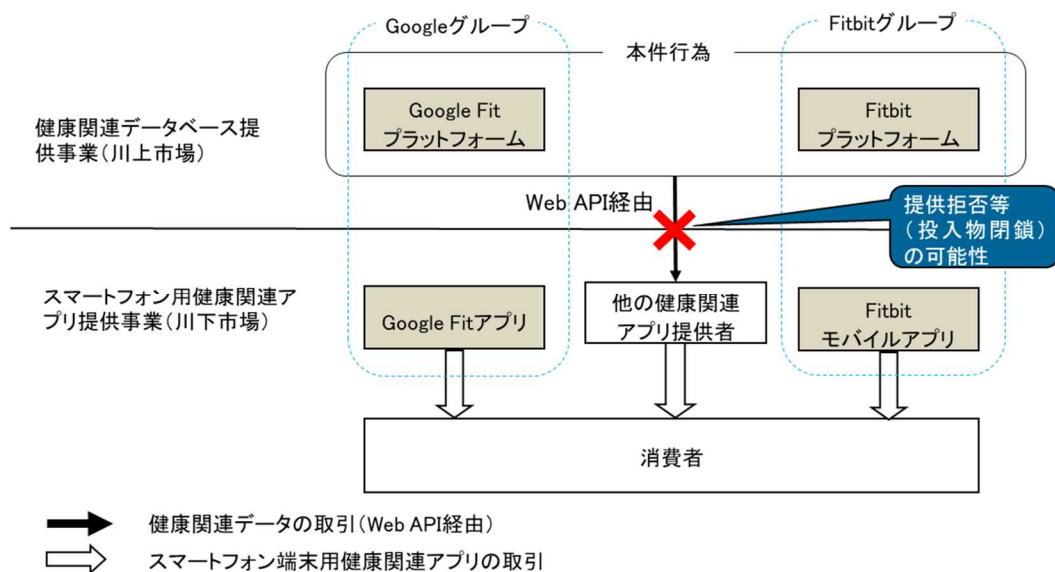 Googleグループ
Fitbitグループ
本件行為
Google Fit
プラットフォーム
Fitbit
プラットフォーム
健康関連データベース提
供事業(川上市場)
Web API経由
提供拒否等
(投入物閉鎖)
の可能性
スマートフォン用健康関連ア
プリ提供事業(川下市場)
Google Fitアプリ
他の健康関連
アプリ提供者
Fitbit
モバイルアプリ
消費者
健康関連データの取引(Web API経由)
スマートフォン端末用健康関連アプリの取引